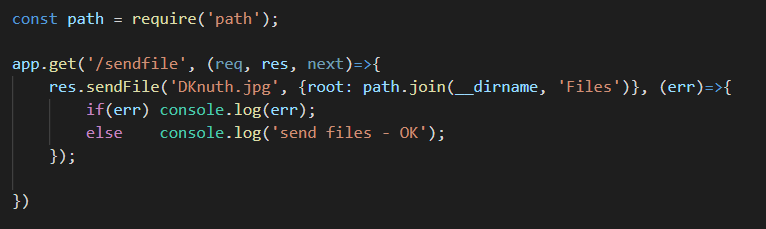 const path = require('path');
app.get('/sendfile', (req, res, next)=>{
res.sendFile('DKnuth.jpg', {root: path.join(__dirname, 'Files')}, (err)=>{
if(err) console.log(err);
else    console.log('send files - OK');
});
})